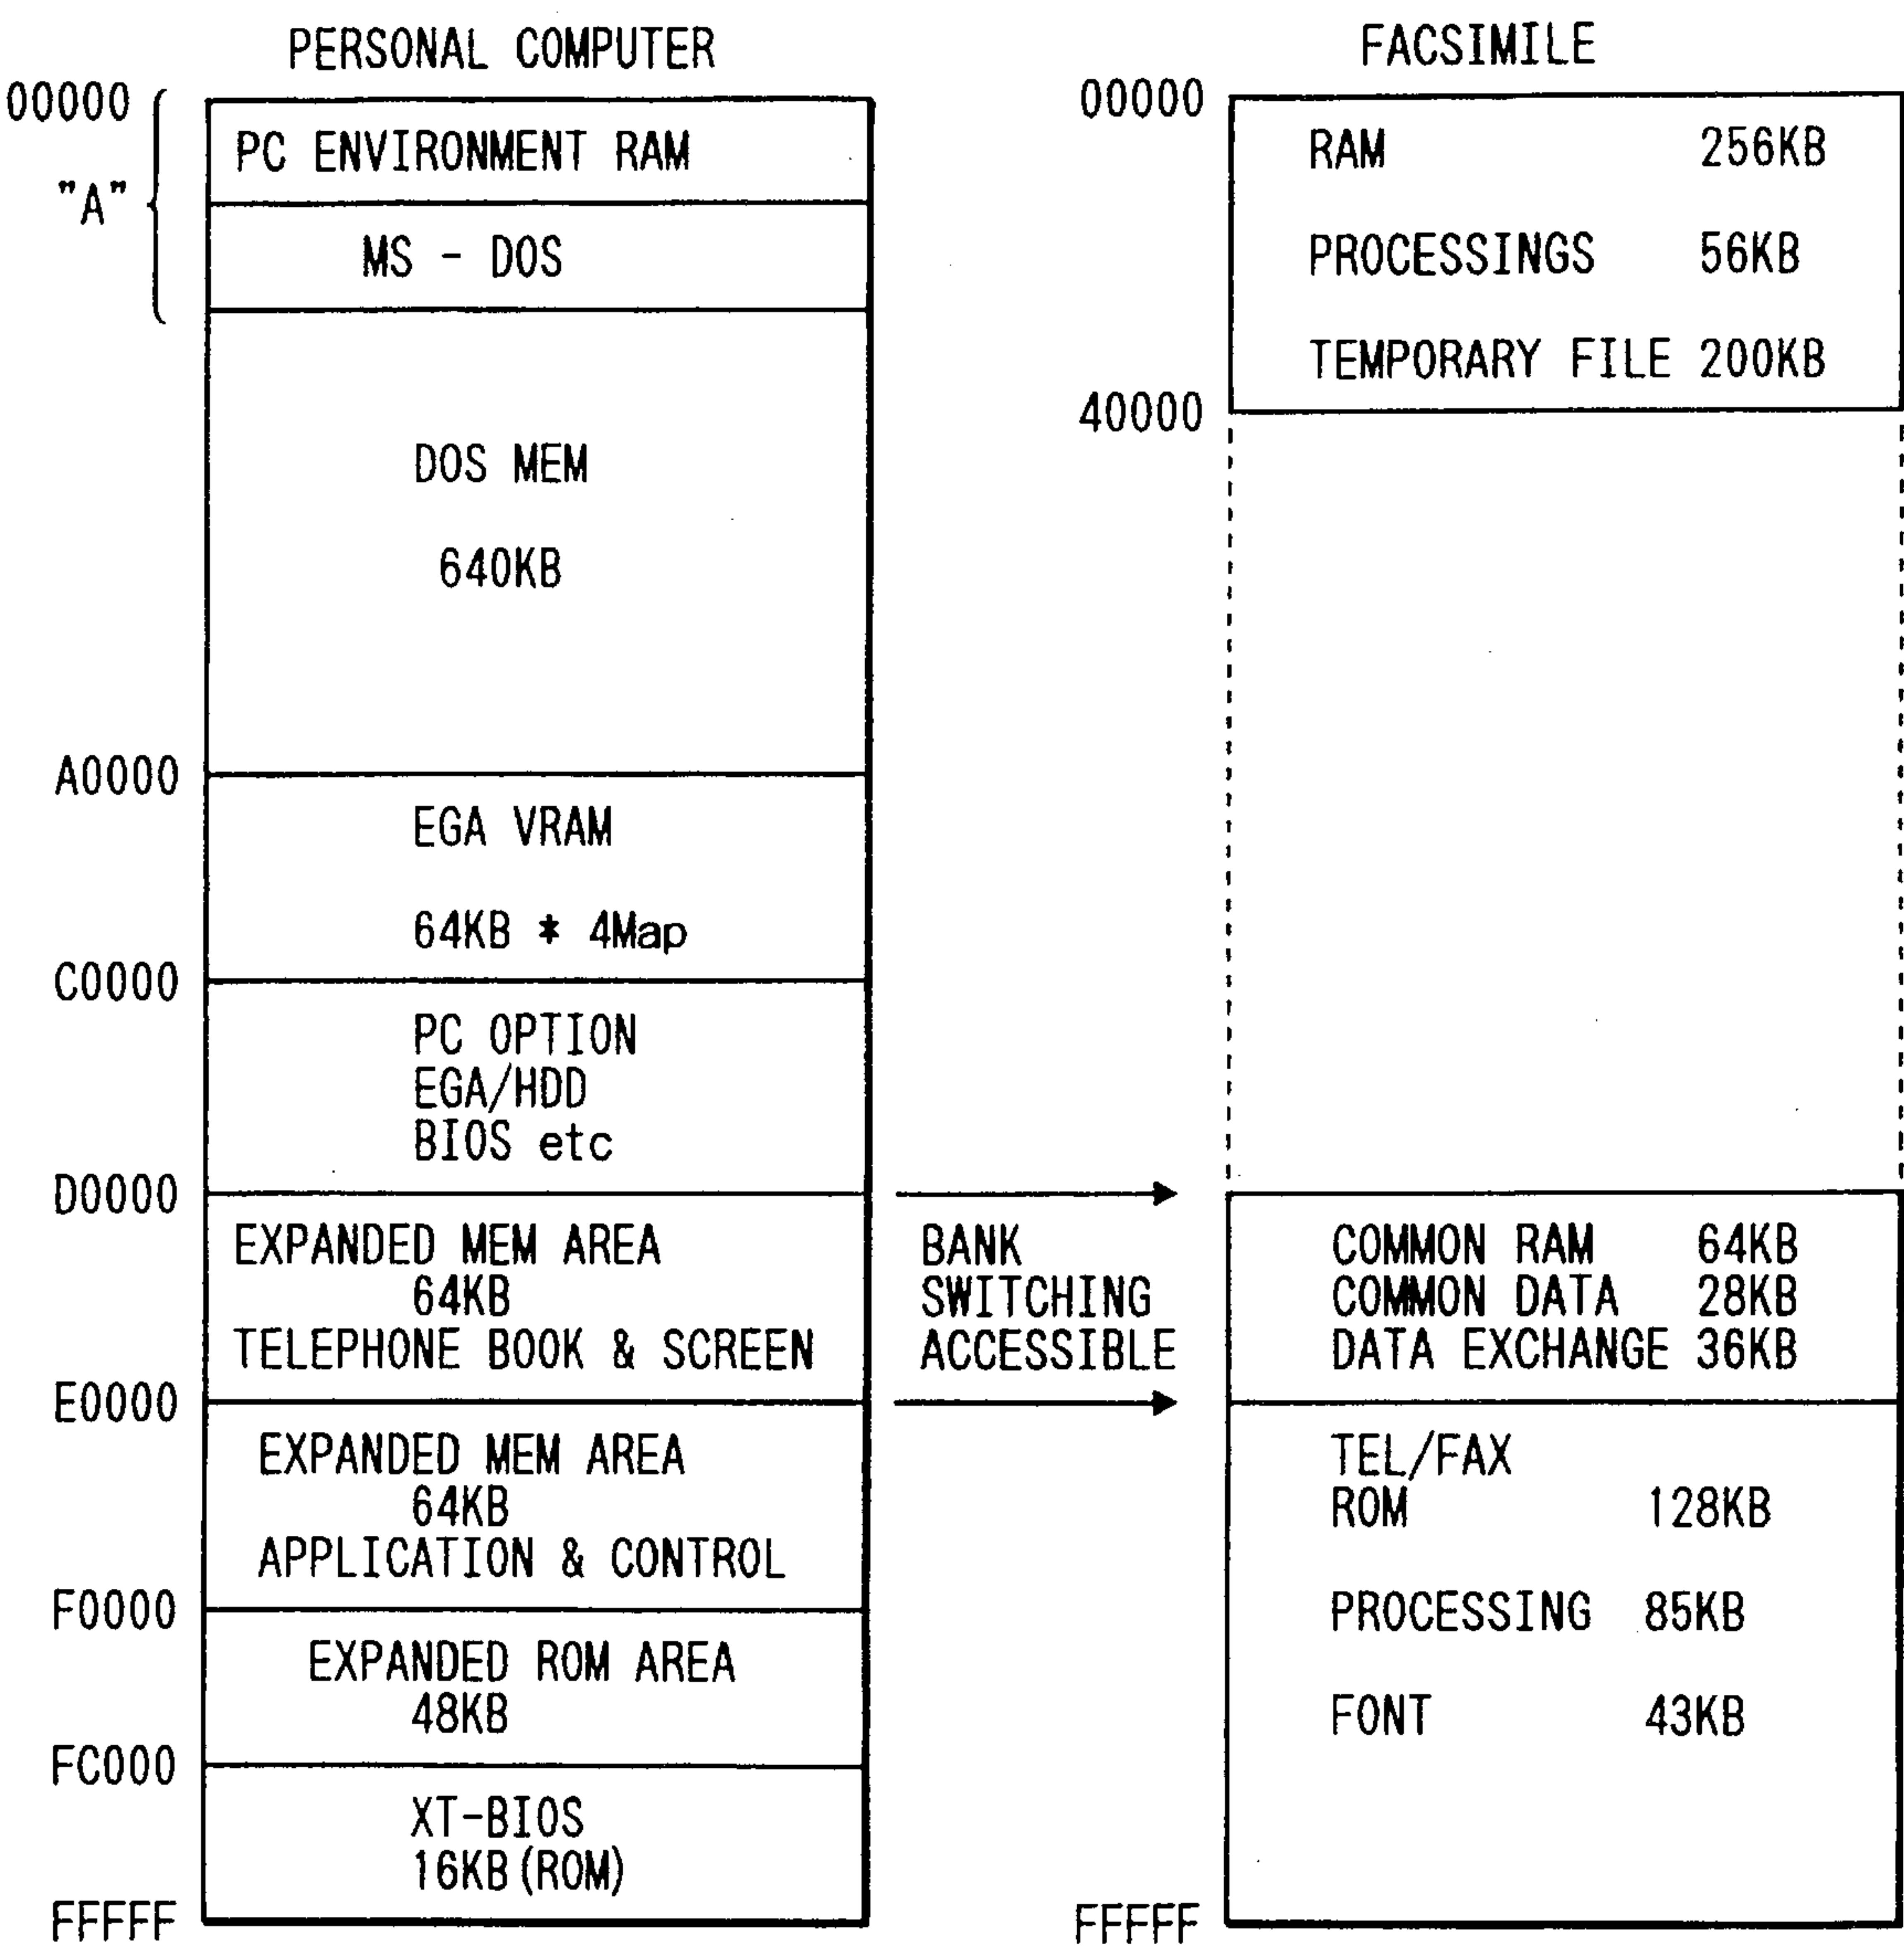 PERSONAL COMPUTER
00000
"A"
PC ENVIRONMENT RAM
MS - DOS
DOS MEM
640KB
A0000
EGA VRAM
64KB * 4Map
C0000
PC OPTION
EGA/HDD
BIOS etc
D0000
EXPANDED MEM AREA
64KB
TELEPHONE BOOK & SCREEN
E0000
EXPANDED MEM AREA
64KB
APPLICATION & CONTROL
F0000
EXPANDED ROM AREA
48KB
FC000
XT-BIOS
16KB(ROM)
FFFFF
BANK
SWITCHING
ACCESSIBLE
FACSIMILE
00000
RAM 256KB
PROCESSINGS 56KB
TEMPORARY FILE 200KB
40000
COMMON RAM 64KB
COMMON DATA 28KB
DATA EXCHANGE 36KB
TEL/FAX
ROM 128KB
PROCESSING 85KB
FONT 43KB
FFFFF